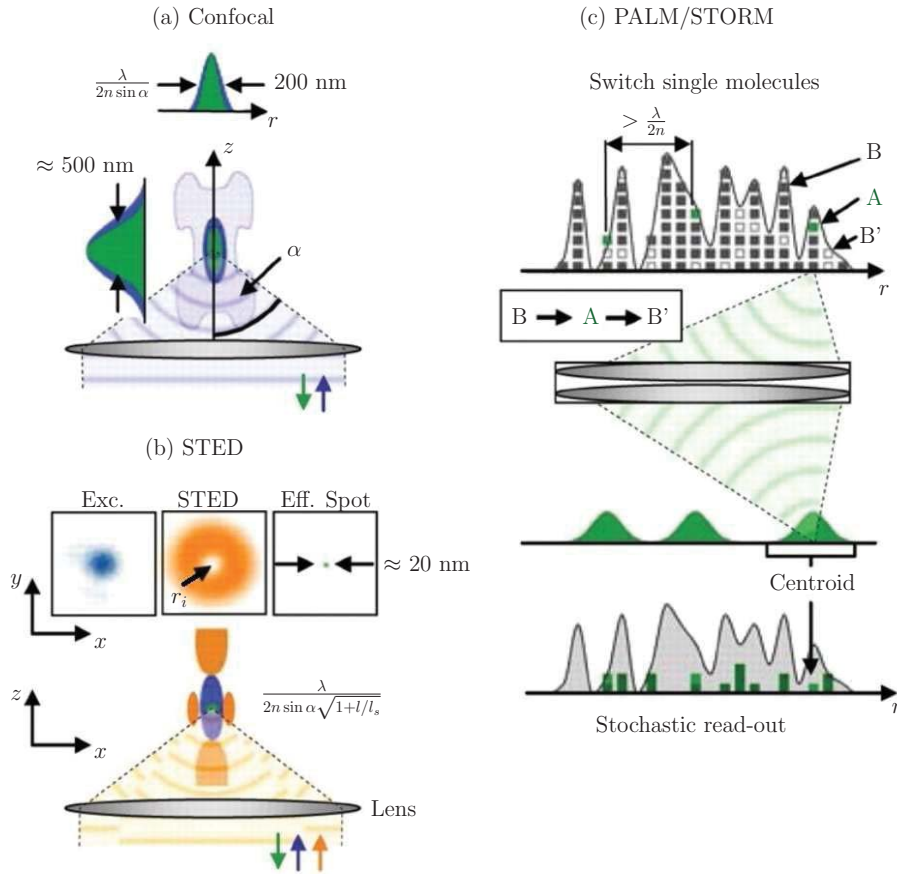 (a) Confocal
λ/(2n sin α)
200 nm
r
z
≈ 500 nm
α
(b) STED
Exc.
STED
Eff. Spot
r_i
≈ 20 nm
y
x
z
x
λ/(2n sin α√(1+l/l_s))
Lens
(c) PALM/STORM
Switch single molecules
> λ/(2n)
B
A
B'
r
B A B'
Centroid
r
Stochastic read-out